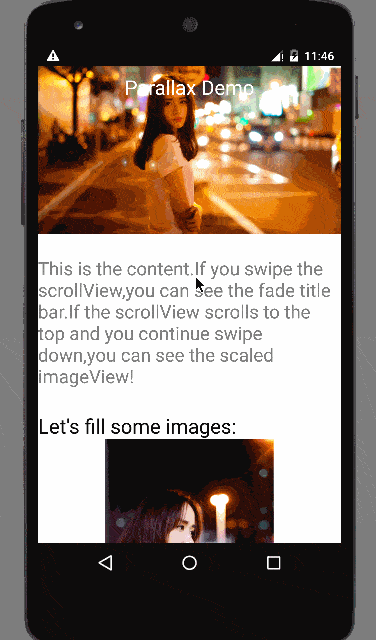 11:46
Parallax Demo
This is the content.If you swipe the
scrollView,you can see the fade title
bar.If the scrollView scrolls to the
top and you continue swipe
down,you can see the scaled
imageView!
Let's fill some images: